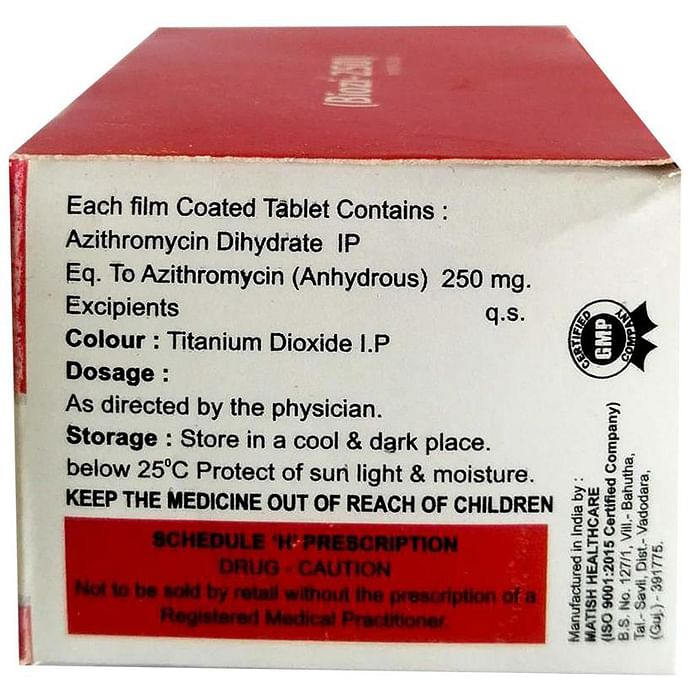 (Biozi-250)
Each film Coated Tablet Contains :
Azithromycin Dihydrate IP
Eq. To Azithromycin (Anhydrous) 250 mg.
Excipients q.s.
Colour : Titanium Dioxide I.P
Dosage :
As directed by the physician.
Storage : Store in a cool & dark place.
below 25°C Protect of sun light & moisture.
KEEP THE MEDICINE OUT OF REACH OF CHILDREN
SCHEDULE 'H' PRESCRIPTION
DRUG - CAUTION
Not to be sold by retail without the prescription of a
Registered Medical Practitioner.
CERTIFIED
GMP
COMPANY
Manufactured in India by :
MATISH HEALTHCARE
(ISO 9001:2015 Certified Company)
B.S. No. 127/1, Vill.- Bahutha,
Tal.- Savli, Dist.- Vadodara,
(Guj.) - 391775.